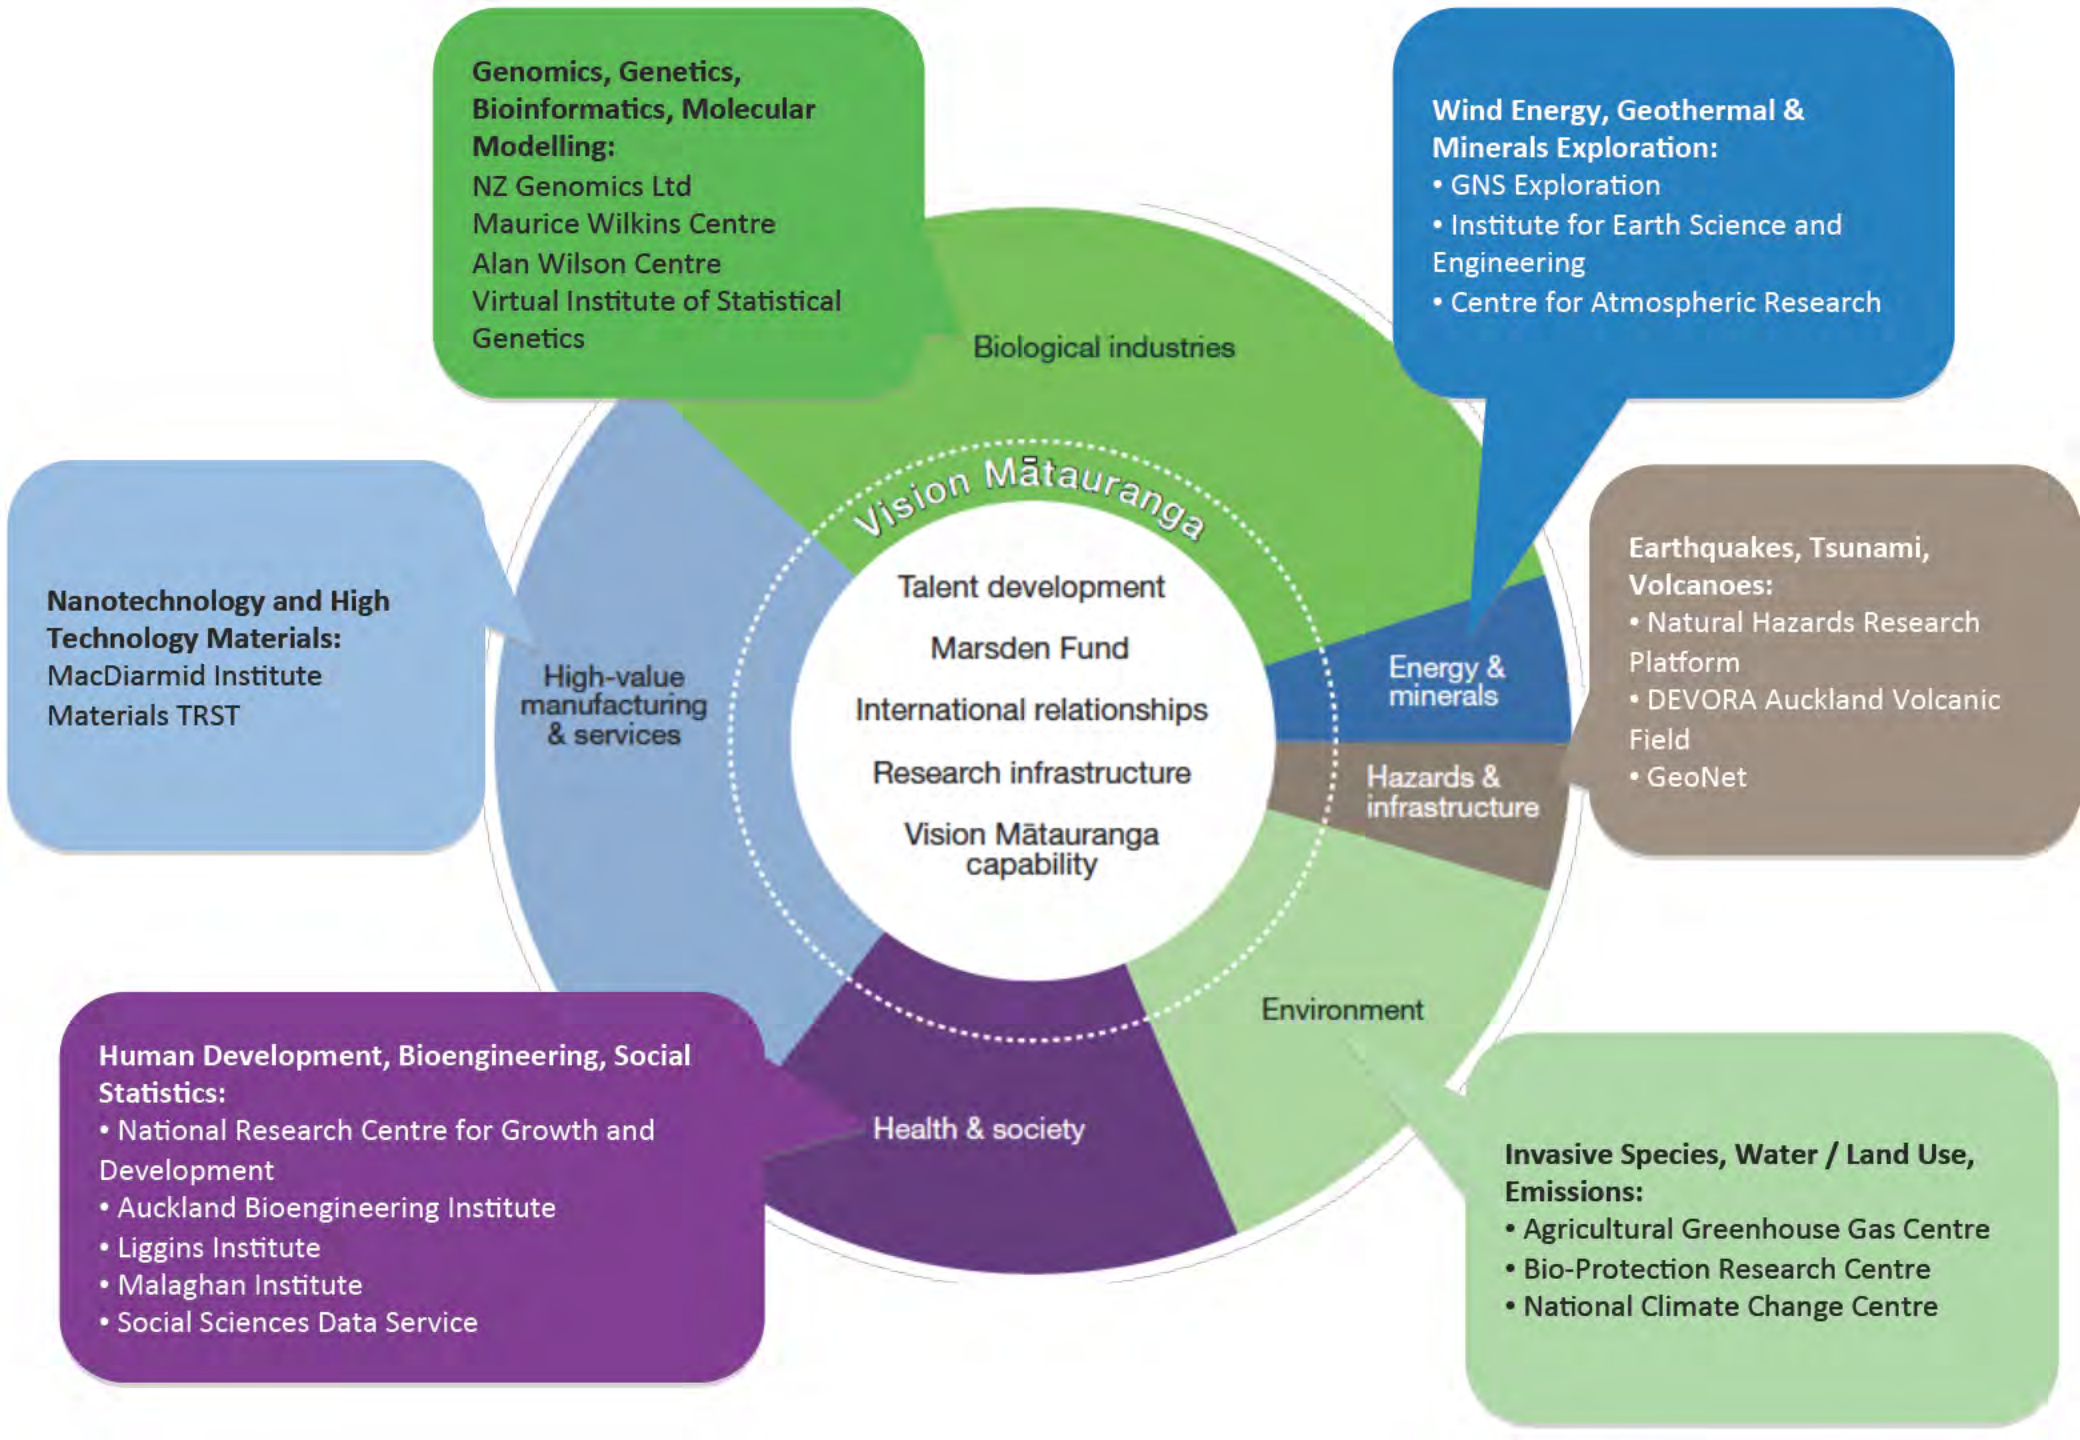 Genomics, Genetics,
Bioinformatics, Molecular
Modelling:
NZ Genomics Ltd
Maurice Wilkins Centre
Alan Wilson Centre
Virtual Institute of Statistical
Genetics
Wind Energy, Geothermal &
Minerals Exploration:
• GNS Exploration
• Institute for Earth Science and
Engineering
• Centre for Atmospheric Research
Biological industries
Vision Mātauranga
Nanotechnology and High
Technology Materials:
MacDiarmid Institute
Materials TRST
High-value
manufacturing
& services
Talent development
Marsden Fund
International relationships
Research infrastructure
Vision Mātauranga
capability
Energy &
minerals
Hazards &
infrastructure
Earthquakes, Tsunami,
Volcanoes:
• Natural Hazards Research
Platform
• DEVORA Auckland Volcanic
Field
• GeoNet
Environment
Health & society
Human Development, Bioengineering, Social
Statistics:
• National Research Centre for Growth and
Development
• Auckland Bioengineering Institute
• Liggins Institute
• Malaghan Institute
• Social Sciences Data Service
Invasive Species, Water / Land Use,
Emissions:
• Agricultural Greenhouse Gas Centre
• Bio-Protection Research Centre
• National Climate Change Centre